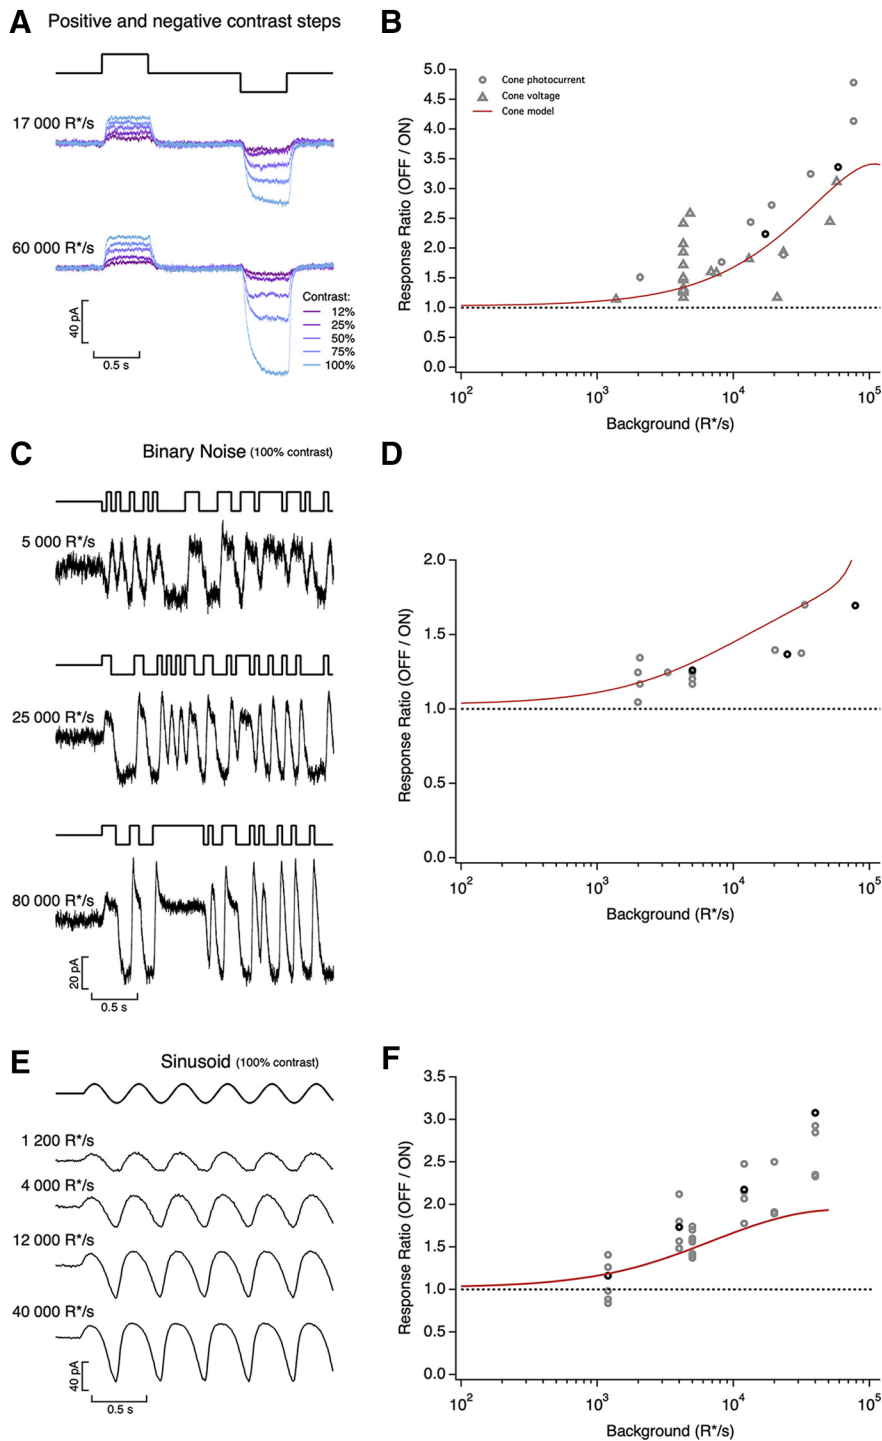 A
Positive and negative contrast steps
17 000 R*/s
60 000 R*/s
40 pA
0.5 s
Contrast:
12%
25%
50%
75%
100%
B
Response Ratio (OFF / ON)
5.0
4.5
4.0
3.5
3.0
2.5
2.0
1.5
1.0
0.5
0.0
Cone photocurrent
Cone voltage
Cone model
10² 10³ 10⁴ 10⁵
Background (R*/s)
C
Binary Noise (100% contrast)
5 000 R*/s
25 000 R*/s
80 000 R*/s
20 pA
0.5 s
D
Response Ratio (OFF / ON)
2.0
1.5
1.0
0.5
0.0
10² 10³ 10⁴ 10⁵
Background (R*/s)
E
Sinusoid (100% contrast)
1 200 R*/s
4 000 R*/s
12 000 R*/s
40 000 R*/s
40 pA
0.5 s
F
Response Ratio (OFF / ON)
3.5
3.0
2.5
2.0
1.5
1.0
0.5
0.0
10² 10³ 10⁴ 10⁵
Background (R*/s)